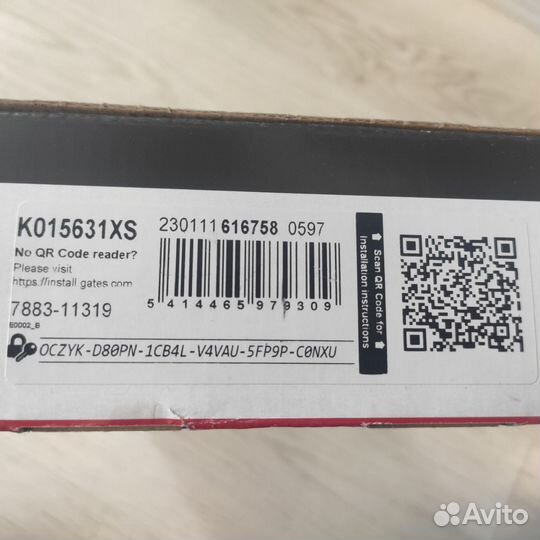 K015631XS
230111 616758 0597
No QR Code reader?
Please visit
https://install gates com
7883-11319
E0002_B
5 414465 979309
OCZYK-D80PN-1CB4L-V4VAU-5FP9P-C0NXU
Scan QR Code for
installation instructions
Avito